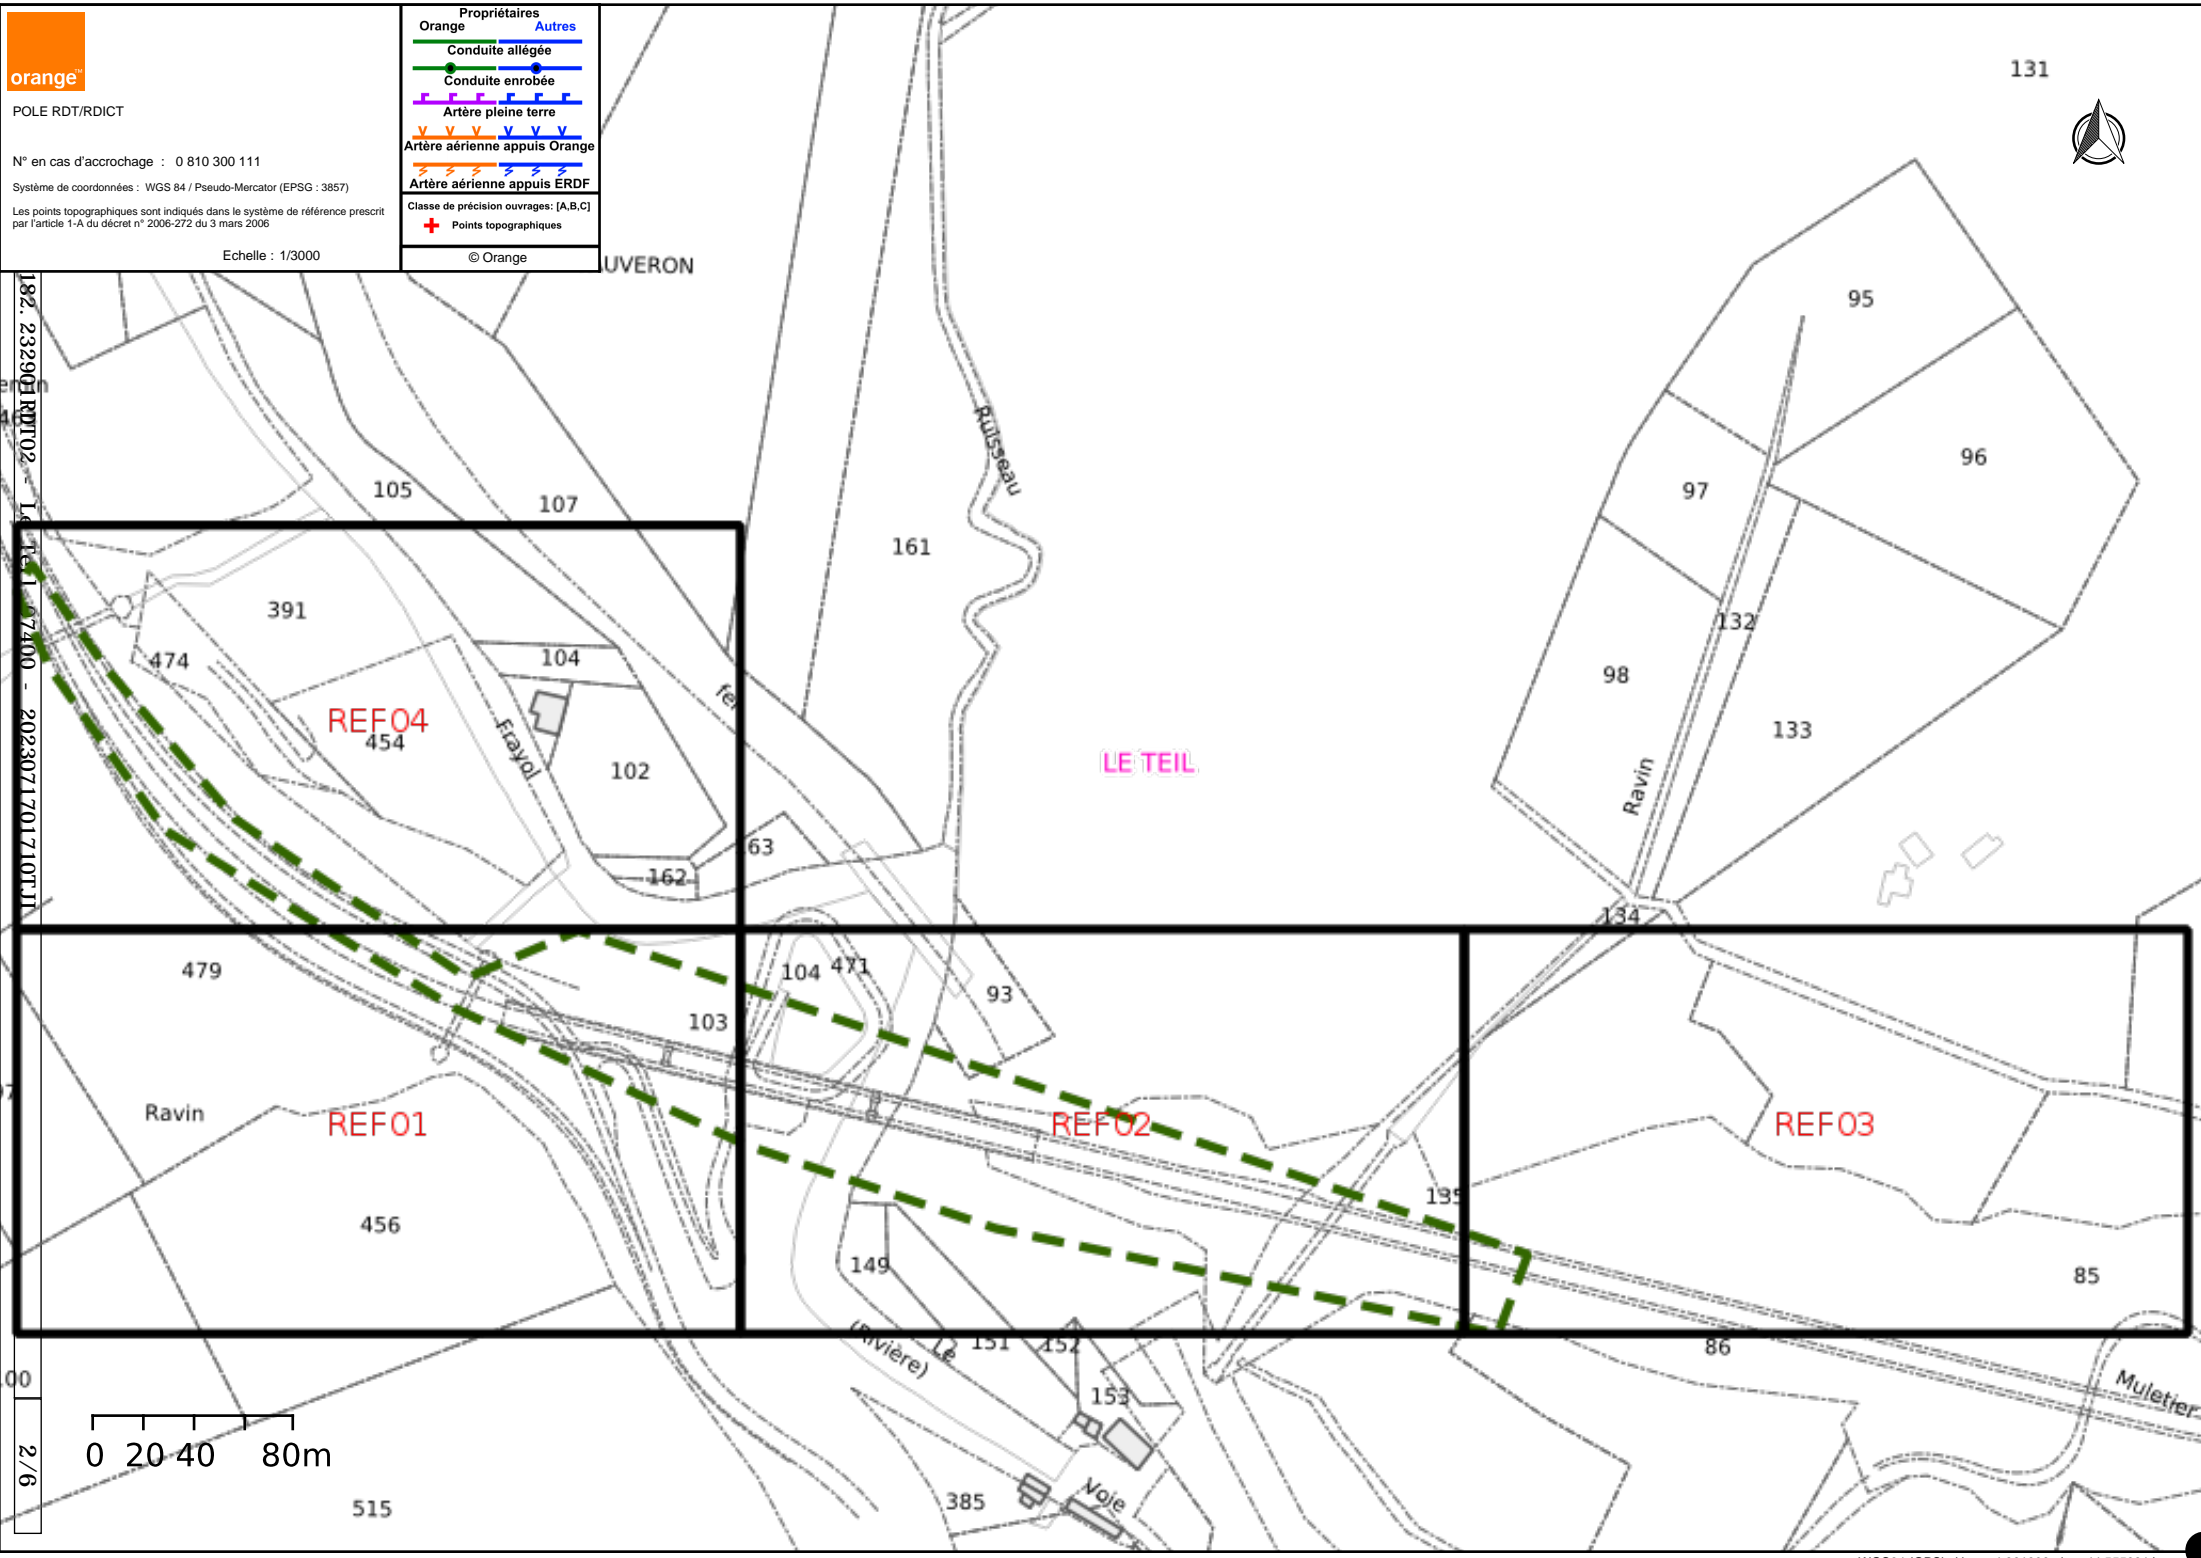 orange™
POLE RDT/RDICT
N° en cas d'accrochage : 0 810 300 111
Système de coordonnées : WGS 84 / Pseudo-Mercator (EPSG : 3857)
Les points topographiques sont indiqués dans le système de référence prescrit
par l'article 1-A du décret n° 2006-272 du 3 mars 2006
Echelle : 1/3000
Propriétaires
Orange Autres
Conduite allégée
Conduite enrobée
Artère pleine terre
Artère aérienne appuis Orange
Artère aérienne appuis ERDF
Classe de précision ouvrages: [A,B,C]
Points topographiques
© Orange
UVERON
131
95
96
97
98
132
133
134
Ravin
Ruisseau
105
107
161
391
474
104
REF04
454
Frayol
fer
102
63
162
LE TEIL
479
103
104
471
93
Ravin
REF01
REF02
REF03
135
456
149
85
151
152
86
(Rivière)
Le
153
Muletier
385
Voie
515
0 20 40 80m
2/6